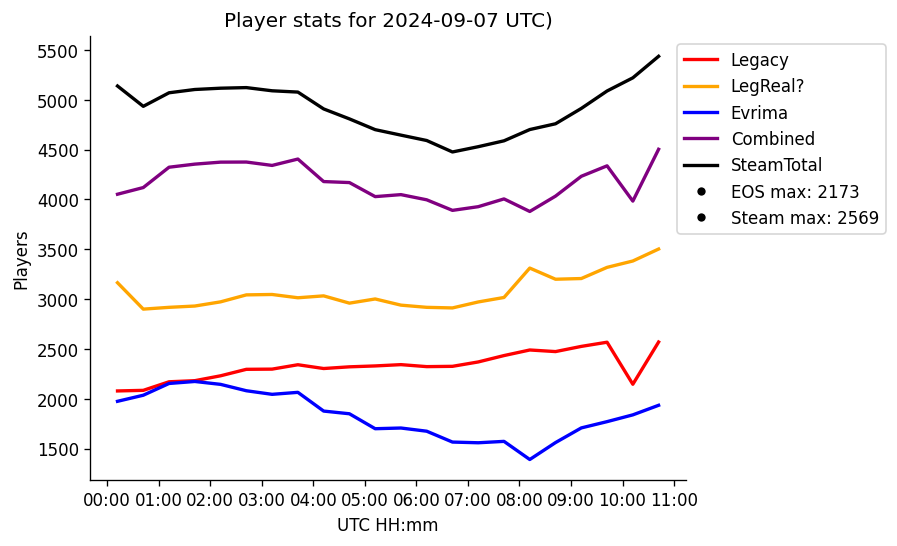 Player stats for 2024-09-07 UTC)
5500
5000
4500
4000
3500
3000
2500
2000
1500
Players
Legacy
LegReal?
Evrima
Combined
SteamTotal
EOS max: 2173
Steam max: 2569
00:00 01:00 02:00 03:00 04:00 05:00 06:00 07:00 08:00 09:00 10:00 11:00
UTC HH:mm